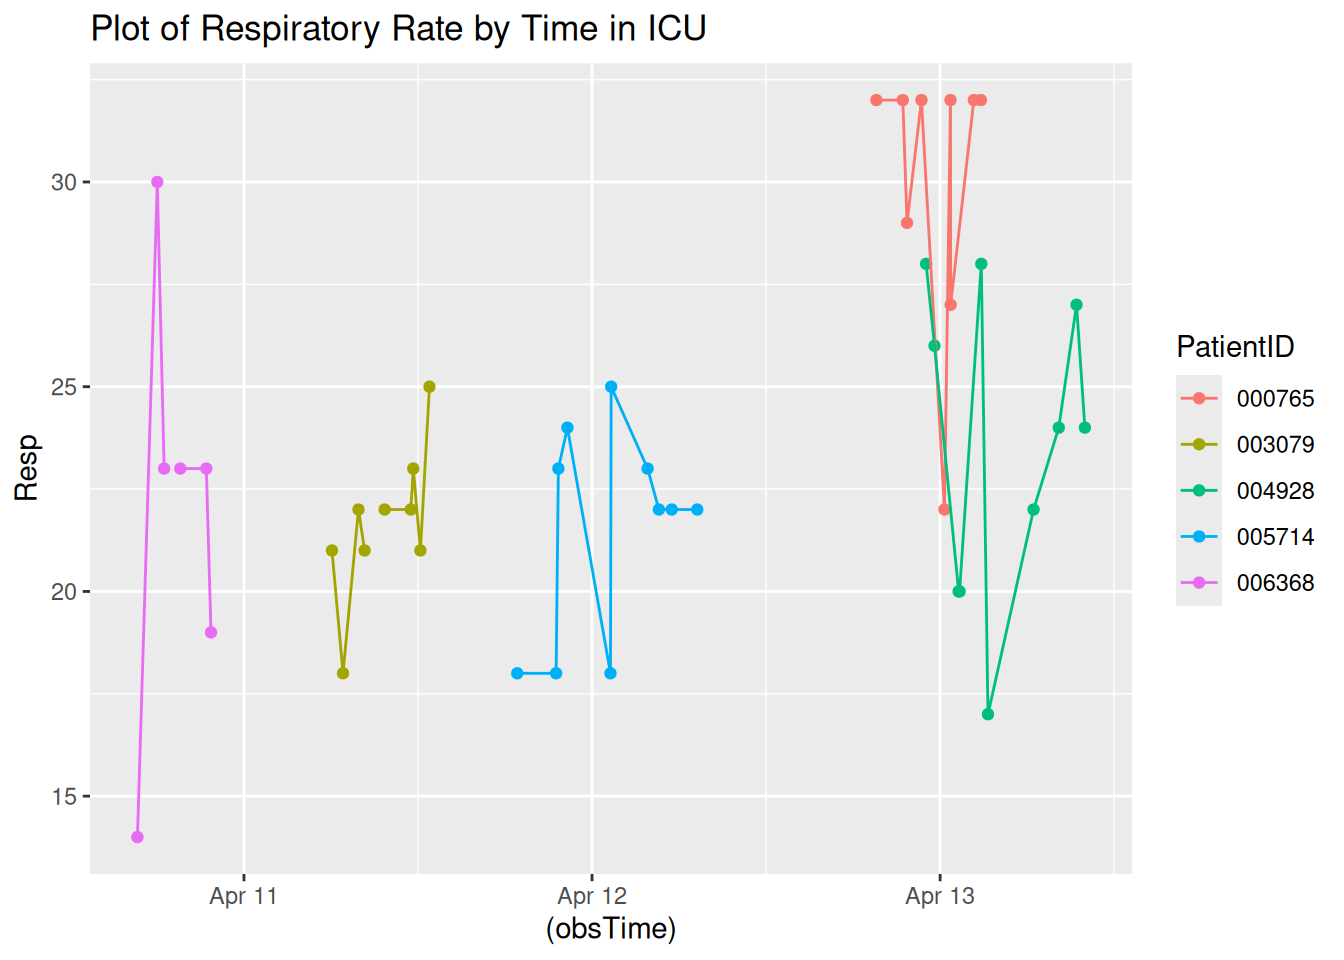 Plot of Respiratory Rate by Time in ICU
Resp
30
25
20
15
Apr 11
Apr 12
Apr 13
(obsTime)
PatientID
000765
003079
004928
005714
006368